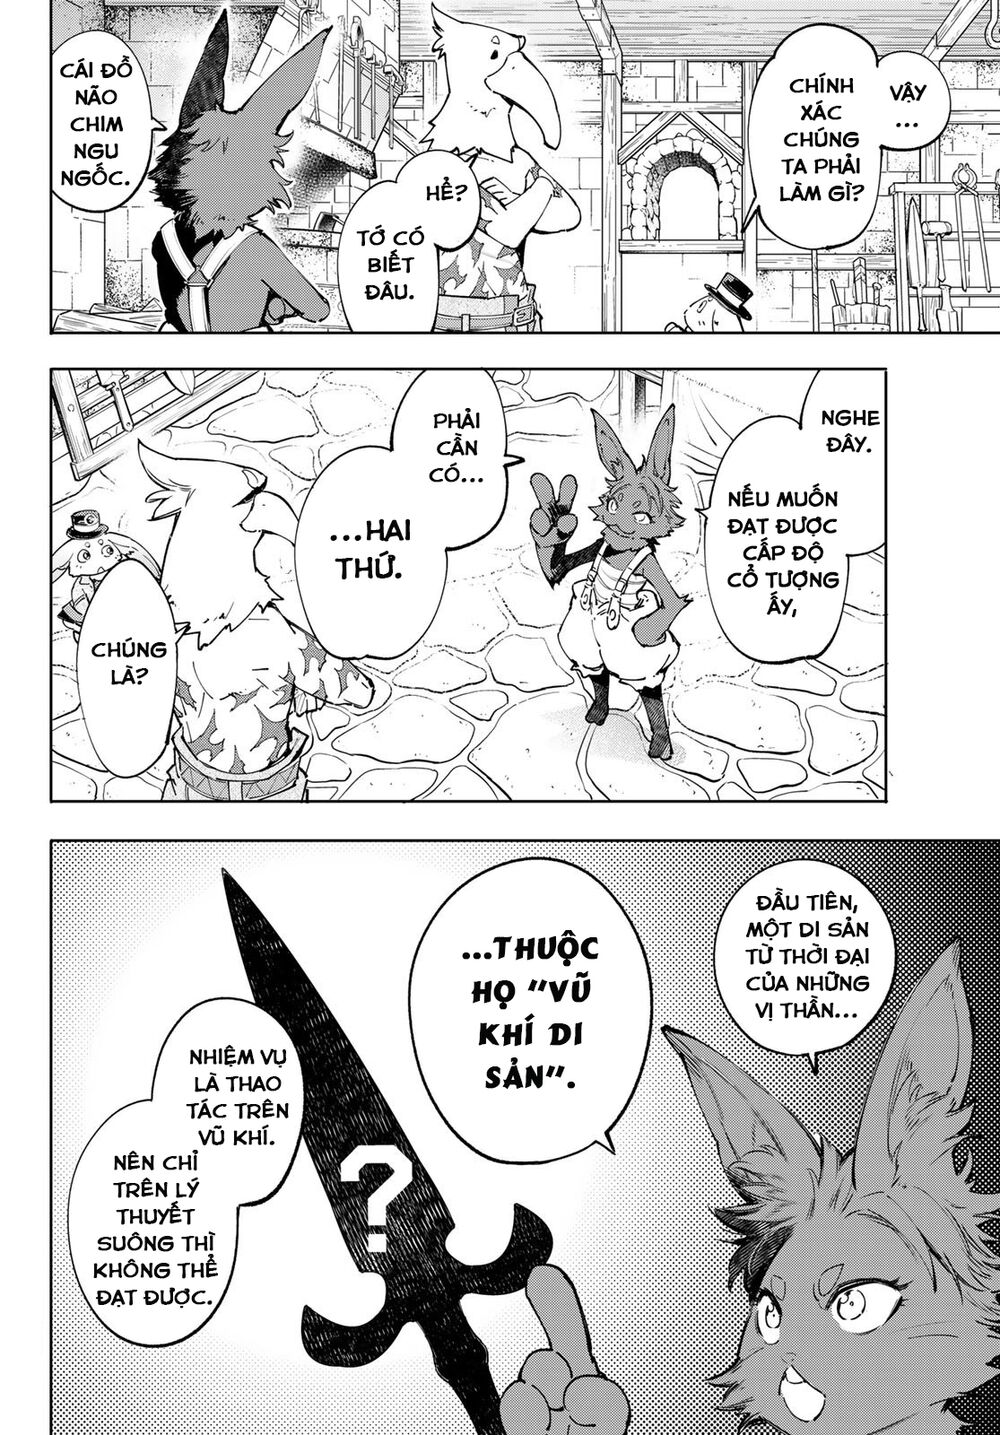 VẬY
...
CHÍNH
XÁC
CHÚNG
TA PHẢI
LÀM GÌ?
HỂ?
TỚ CÓ
BIẾT
ĐÂU.
CÁI ĐỒ
NÃO
CHIM
NGU
NGỐC.
NGHE
ĐÂY.
NẾU MUỐN
ĐẠT ĐƯỢC
CẤP ĐỘ
CỔ TƯỢNG
ẤY,
PHẢI
CẦN
CÓ...
...HAI
THỨ.
CHÚNG
LÀ?
ĐẦU TIÊN,
MỘT DI SẢN
TỪ THỜI ĐẠI
CỦA NHỮNG
VỊ THẦN...
...THUỘC
HỌ "VŨ
KHÍ DI
SẢN".
NHIỆM VỤ
LÀ THAO
TÁC TRÊN
VŨ KHÍ.
NÊN CHỈ
TRÊN LÝ
THUYẾT
SUÔNG THÌ
KHÔNG THỂ
ĐẠT ĐƯỢC.
?